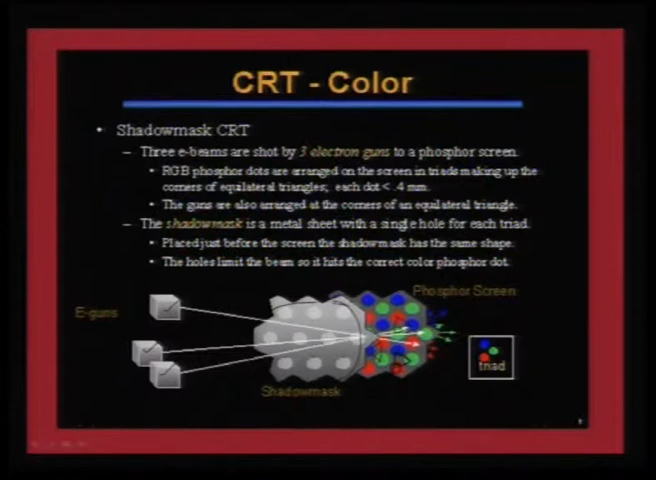 CRT - Color
• Shadowmask CRT
– Three e-beams are shot by 3 electron guns to a phosphor screen.
• RGB phosphor dots are arranged on the screen in triads making up the
corners of equilateral triangles; each dot < .4 mm.
• The guns are also arranged at the corners of an equilateral triangle.
– The shadowmask is a metal sheet with a single hole for each triad.
• Placed just before the screen the shadowmask has the same shape.
• The holes limit the beam so it hits the correct color phosphor dot.
Phosphor Screen
E-guns
triad
Shadowmask